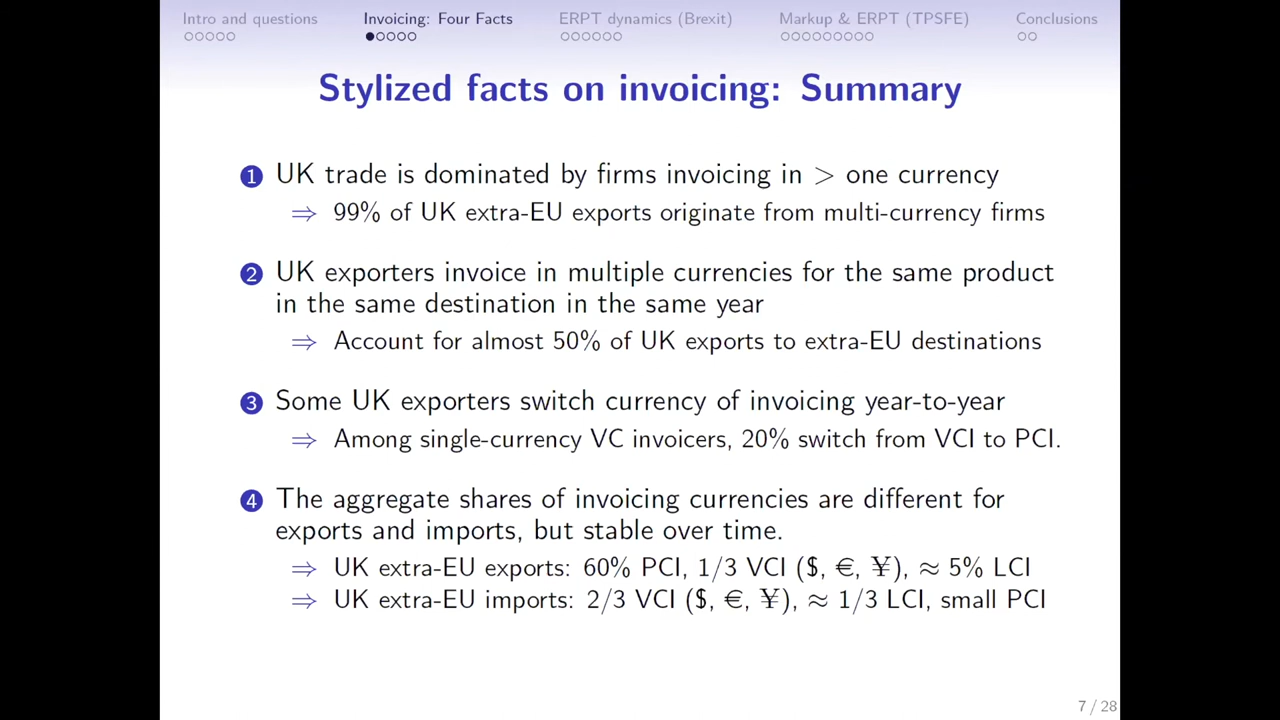 Intro and questions
Invoicing: Four Facts
ERPT dynamics (Brexit)
Markup & ERPT (TPSFE)
Conclusions
Stylized facts on invoicing: Summary
1 UK trade is dominated by firms invoicing in > one currency
⇒ 99% of UK extra-EU exports originate from multi-currency firms
2 UK exporters invoice in multiple currencies for the same product
in the same destination in the same year
⇒ Account for almost 50% of UK exports to extra-EU destinations
3 Some UK exporters switch currency of invoicing year-to-year
⇒ Among single-currency VC invoicers, 20% switch from VCI to PCI.
4 The aggregate shares of invoicing currencies are different for
exports and imports, but stable over time.
⇒ UK extra-EU exports: 60% PCI, 1/3 VCI ($, €, ¥), ≈ 5% LCI
⇒ UK extra-EU imports: 2/3 VCI ($, €, ¥), ≈ 1/3 LCI, small PCI
7 / 28